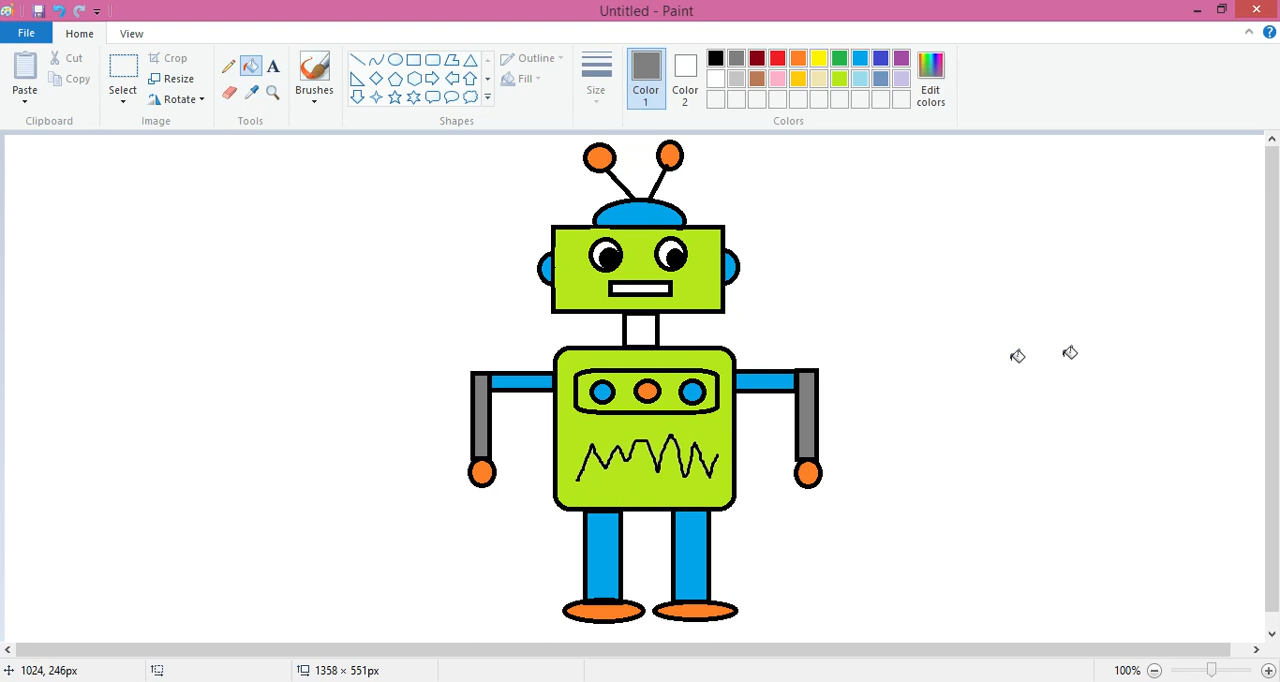 Untitled - Paint
File Home View
Paste
Cut
Copy
Clipboard
Select
Crop
Resize
Rotate
Image
A
Tools
Brushes
Outline
Fill
Shapes
Size
Color 1
Color 2
Edit colors
Colors
1024, 246px
1358 × 551px
100%